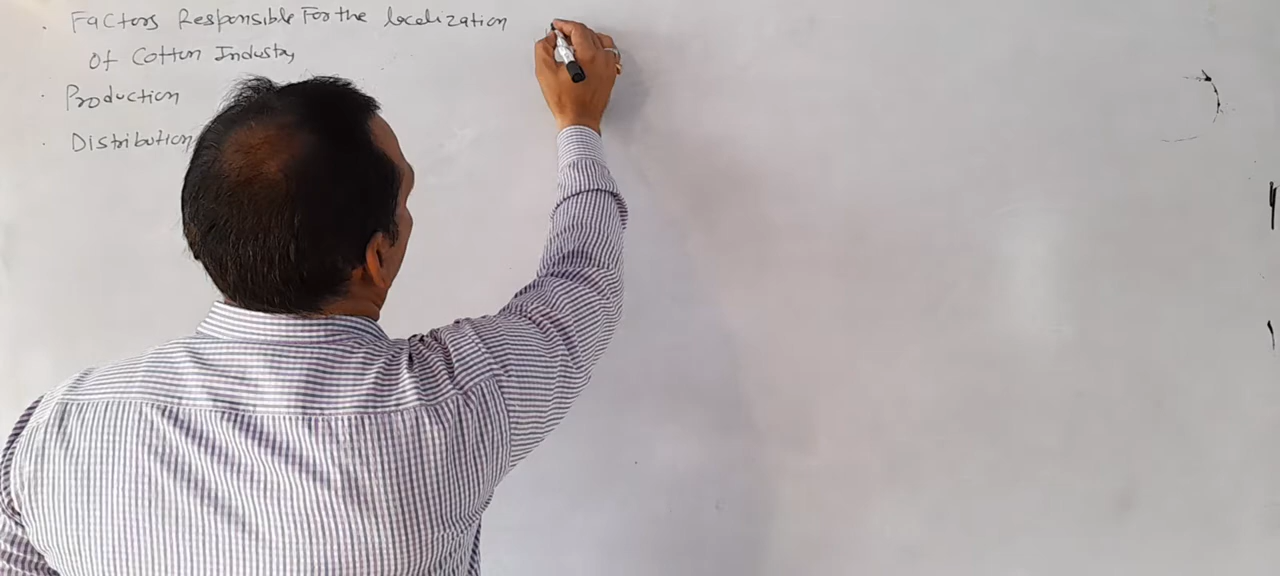 . Factors Responsible For the localization
of Cotton Industry
. Production
. Distribution